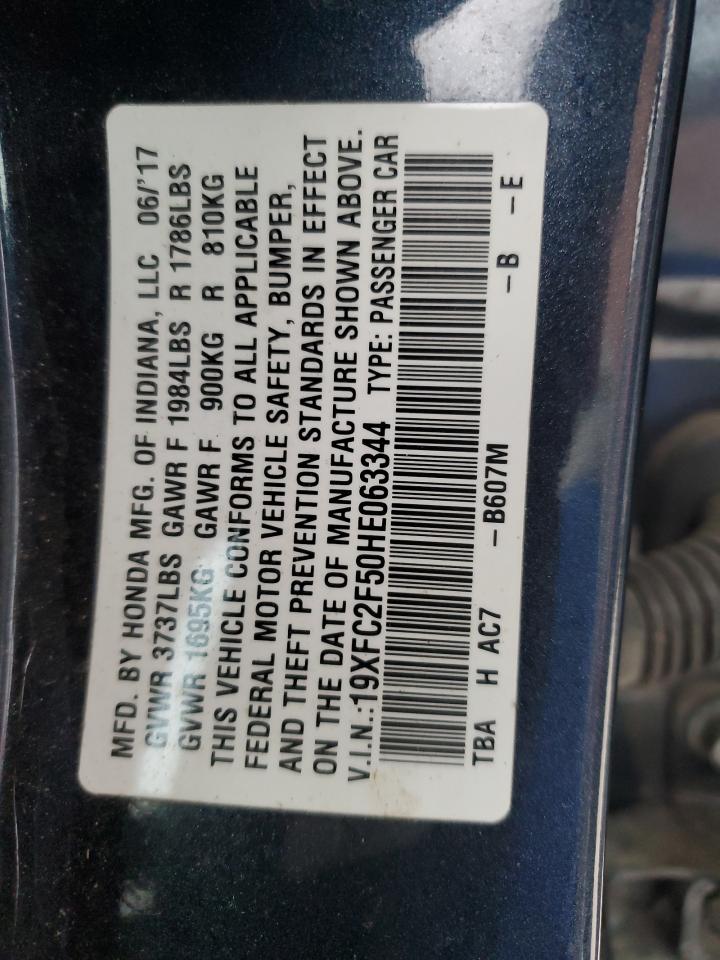 MFD. BY HONDA MFG. OF INDIANA, LLC 06/'17
GVWR 3737LBS GAWR F 1984LBS R 1786LBS
GVWR 1695KG GAWR F 900KG R 810KG
THIS VEHICLE CONFORMS TO ALL APPLICABLE
FEDERAL MOTOR VEHICLE SAFETY, BUMPER,
AND THEFT PREVENTION STANDARDS IN EFFECT
ON THE DATE OF MANUFACTURE SHOWN ABOVE.
V.I.N.:19XFC2F50HE063344 TYPE: PASSENGER CAR
TBA H AC7 –B607M –B –E